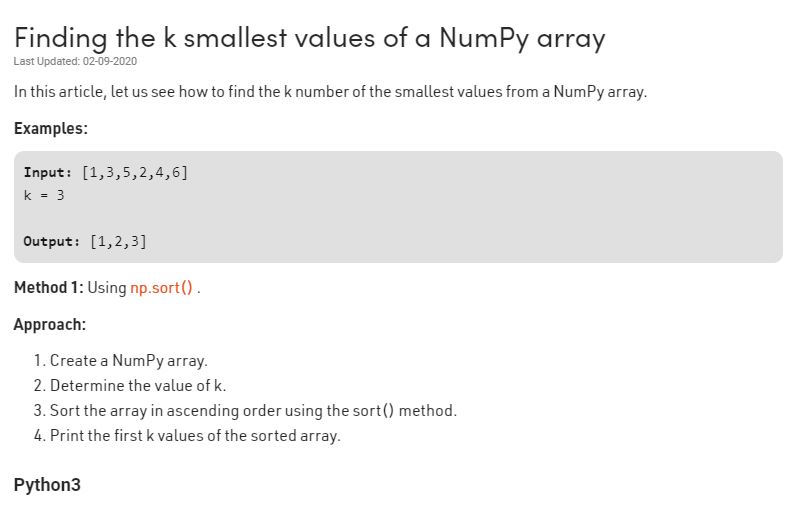 Finding the k smallest values of a NumPy array
Last Updated: 02-09-2020
In this article, let us see how to find the k number of the smallest values from a NumPy array.
Examples:
Input: [1,3,5,2,4,6]
k = 3
Output: [1,2,3]
Method 1: Using np.sort() .
Approach:
1. Create a NumPy array.
2. Determine the value of k.
3. Sort the array in ascending order using the sort() method.
4. Print the first k values of the sorted array.
Python3